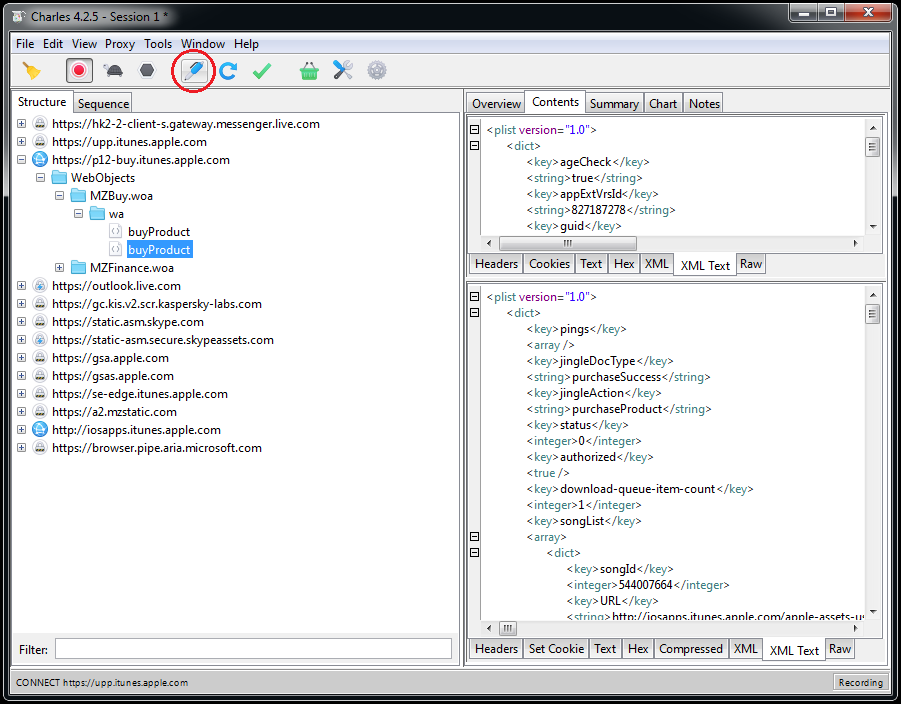 Charles 4.2.5 - Session 1 *
File Edit View Proxy Tools Window Help
Structure Sequence
https://hk2-2-client-s.gateway.messenger.live.com
https://upp.itunes.apple.com
https://p12-buy.itunes.apple.com
WebObjects
MZBuy.woa
wa
buyProduct
buyProduct
MZFinance.woa
https://outlook.live.com
https://gc.kis.v2.scr.kaspersky-labs.com
https://static.asm.skype.com
https://static-asm.secure.skypeassets.com
https://gsa.apple.com
https://gsas.apple.com
https://se-edge.itunes.apple.com
https://a2.mzstatic.com
http://iosapps.itunes.apple.com
https://browser.pipe.aria.microsoft.com
Filter:
Overview Contents Summary Chart Notes
<plist version="1.0">
<dict>
<key>ageCheck</key>
<string>true</string>
<key>appExtVrsId</key>
<string>827187278</string>
<key>guid</key>
Headers Cookies Text Hex XML XML Text Raw
<plist version="1.0">
<dict>
<key>pings</key>
<array />
<key>jingleDocType</key>
<string>purchaseSuccess</string>
<key>jingleAction</key>
<string>purchaseProduct</string>
<key>status</key>
<integer>0</integer>
<key>authorized</key>
<true />
<key>download-queue-item-count</key>
<integer>1</integer>
<key>songList</key>
<array>
<dict>
<key>songId</key>
<integer>544007664</integer>
<key>URL</key>
<string>http://iosapps.itunes.apple.com/apple-assets-u
Headers Set Cookie Text Hex Compressed XML XML Text Raw
CONNECT https://upp.itunes.apple.com
Recording